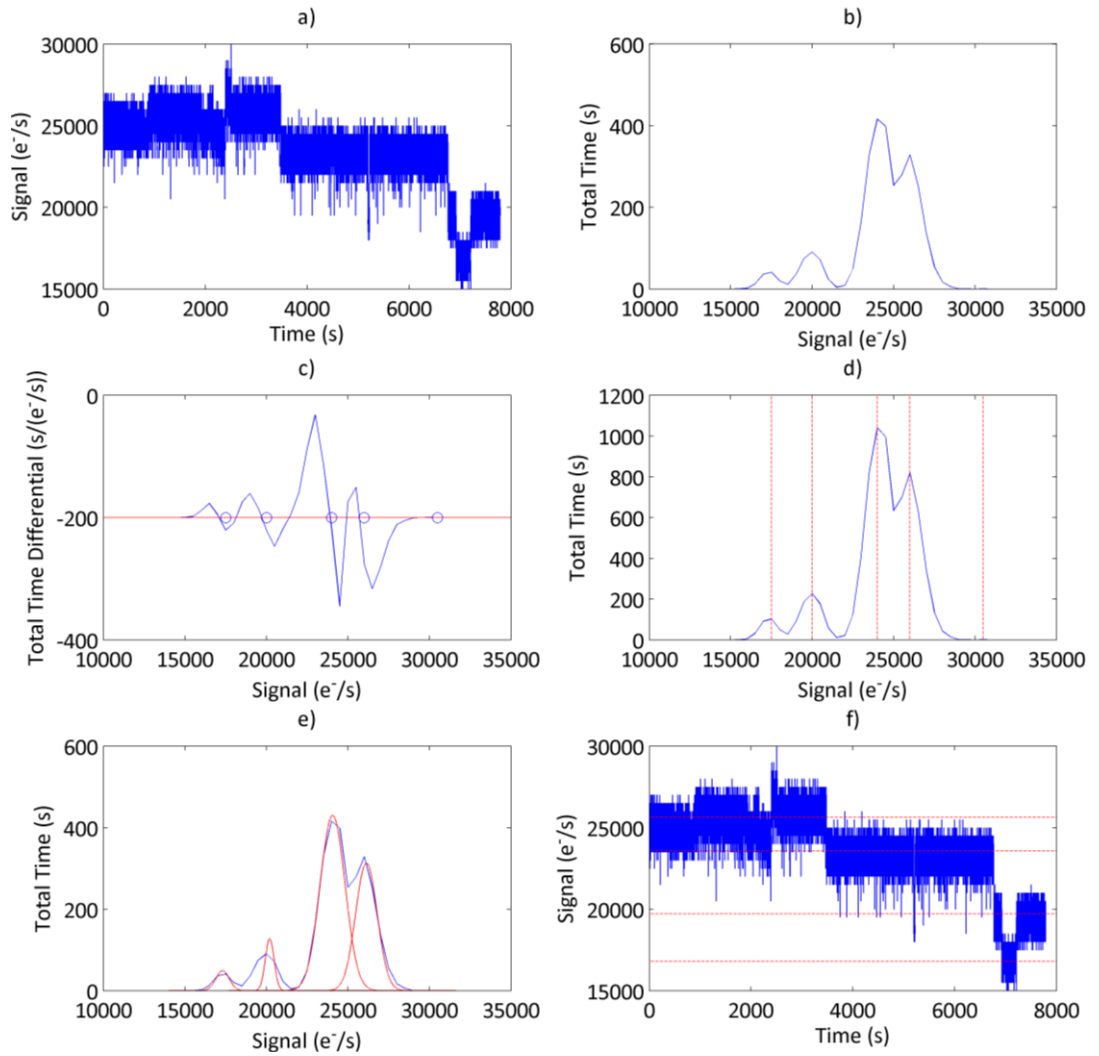 a)
30000
25000
20000
15000
Signal (e⁻/s)
0 2000 4000 6000 8000
Time (s)
b)
600
400
200
0
Total Time (s)
10000 15000 20000 25000 30000 35000
Signal (e⁻/s)
c)
0
-200
-400
Total Time Differential (s/(e⁻/s))
10000 15000 20000 25000 30000 35000
Signal (e⁻/s)
d)
1200
1000
800
600
400
200
0
Total Time (s)
10000 15000 20000 25000 30000 35000
Signal (e⁻/s)
e)
600
400
200
0
Total Time (s)
10000 15000 20000 25000 30000 35000
Signal (e⁻/s)
f)
30000
25000
20000
15000
Signal (e⁻/s)
0 2000 4000 6000 8000
Time (s)